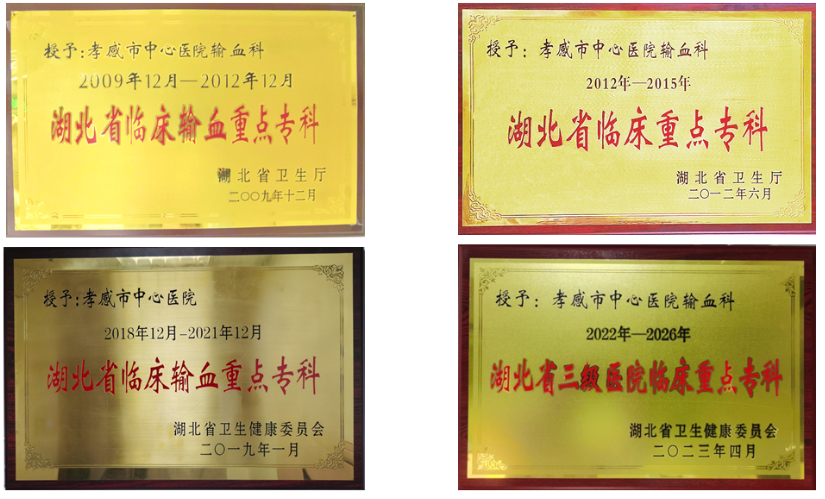 授予:孝感市中心医院输血科
2009年12月—2012年12月
湖北省临床输血重点专科
湖北省卫生厅
二〇〇九年十二月
授予：孝感市中心医院输血科
2012年—2015年
湖北省临床重点专科
湖北省卫生厅
二〇一二年六月
授予：孝感市中心医院
2018年12月-2021年12月
湖北省临床输血重点专科
湖北省卫生健康委员会
二〇一九年一月
授予：孝感市中心医院输血科
2022年—2026年
湖北省三级医院临床重点专科
湖北省卫生健康委员会
二〇二三年四月